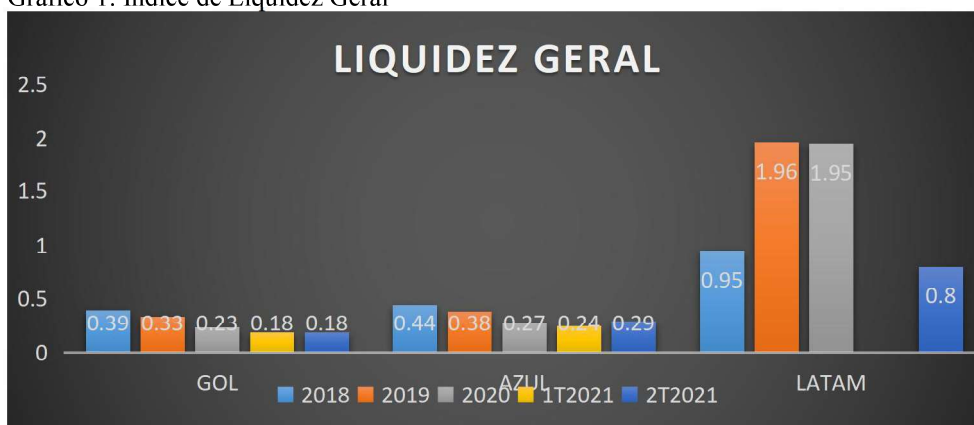 Gráfico 1: Índice de Liquidez Geral
LIQUIDEZ GERAL
2.5
2
1.5
1
0.5
0
0.39 0.33 0.23 0.18 0.18
0.44 0.38 0.27 0.24 0.29
0.95 1.96 1.95 0.8
GOL AZUL LATAM
2018 2019 2020 1T2021 2T2021